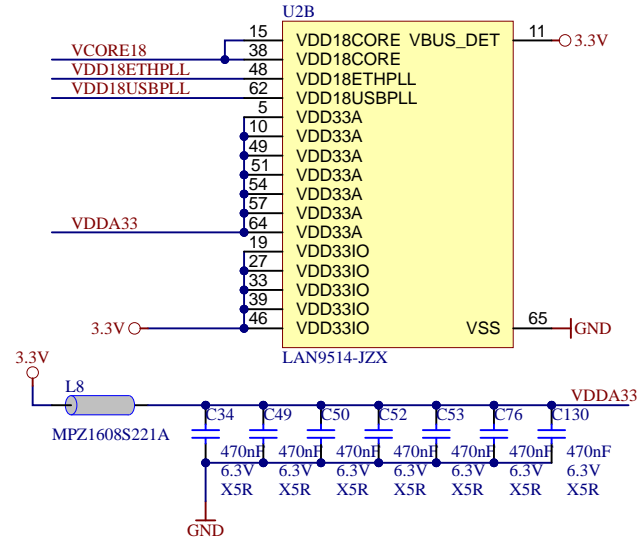 U2B
15 VDD18CORE VBUS_DET 11 3.3V
VCORE18 38 VDD18CORE
VDD18ETHPLL 48 VDD18ETHPLL
VDD18USBPLL 62 VDD18USBPLL
5 VDD33A
10 VDD33A
49 VDD33A
51 VDD33A
54 VDD33A
57 VDD33A
VDDA33 64 VDD33A
19 VDD33IO
27 VDD33IO
33 VDD33IO
39 VDD33IO
3.3V 46 VDD33IO VSS 65 GND
LAN9514-JZX
3.3V
L8 VDDA33
C34 C49 C50 C52 C53 C76 C130
MPZ1608S221A
470nF 470nF 470nF 470nF 470nF 470nF 470nF
6.3V 6.3V 6.3V 6.3V 6.3V 6.3V 6.3V
X5R X5R X5R X5R X5R X5R X5R
GND